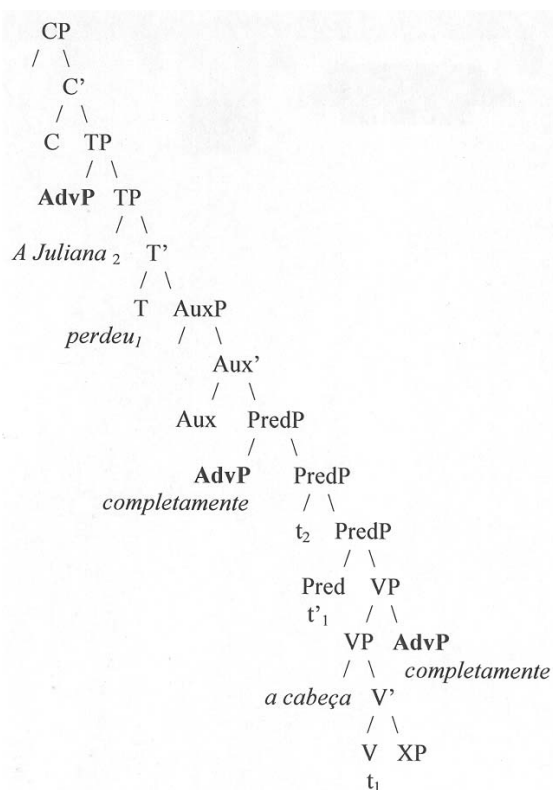 CP
/ \
C’
/ \
C TP
/ \
AdvP TP
/ \
A Juliana 2 T’
/ \
T AuxP
perdeu1 / \
Aux’
/ \
Aux PredP
/ \
AdvP PredP
completamente / \
t2 PredP
/ \
Pred VP
t’1 / \
VP AdvP
/ \ completamente
a cabeça V’
/ \
V XP
t1